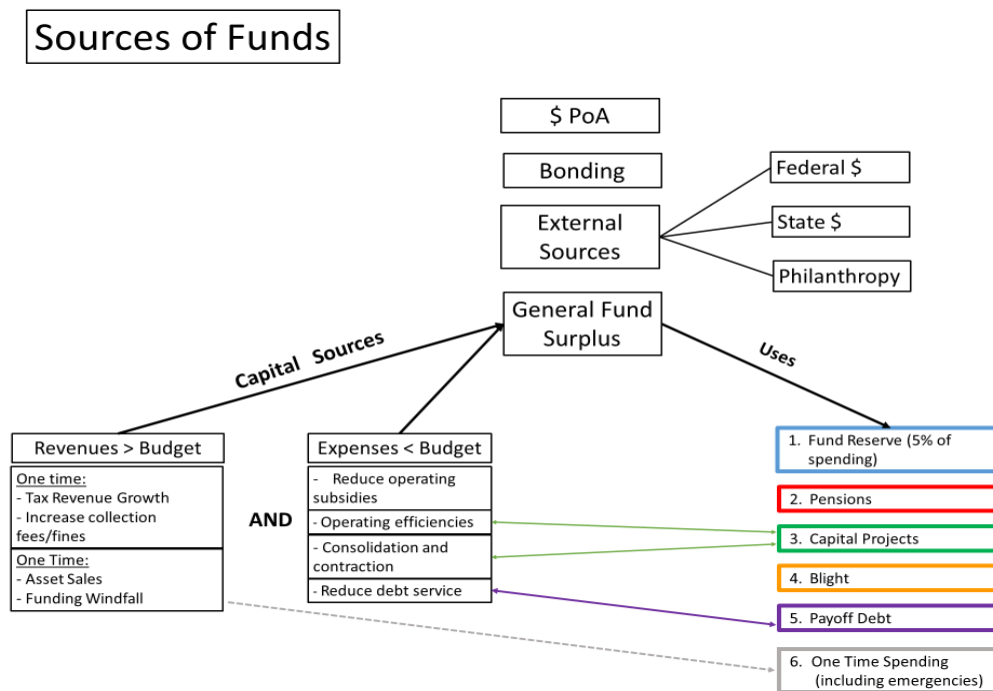 Sources of Funds
$ PoA
Bonding
External
Sources
Federal $
State $
Philanthropy
General Fund
Surplus
Capital Sources
Uses
Revenues > Budget
One time:
- Tax Revenue Growth
- Increase collection
fees/fines
One Time:
- Asset Sales
- Funding Windfall
AND
Expenses < Budget
- Reduce operating
subsidies
- Operating efficiencies
- Consolidation and
contraction
- Reduce debt service
1. Fund Reserve (5% of
spending)
2. Pensions
3. Capital Projects
4. Blight
5. Payoff Debt
6. One Time Spending
(including emergencies)